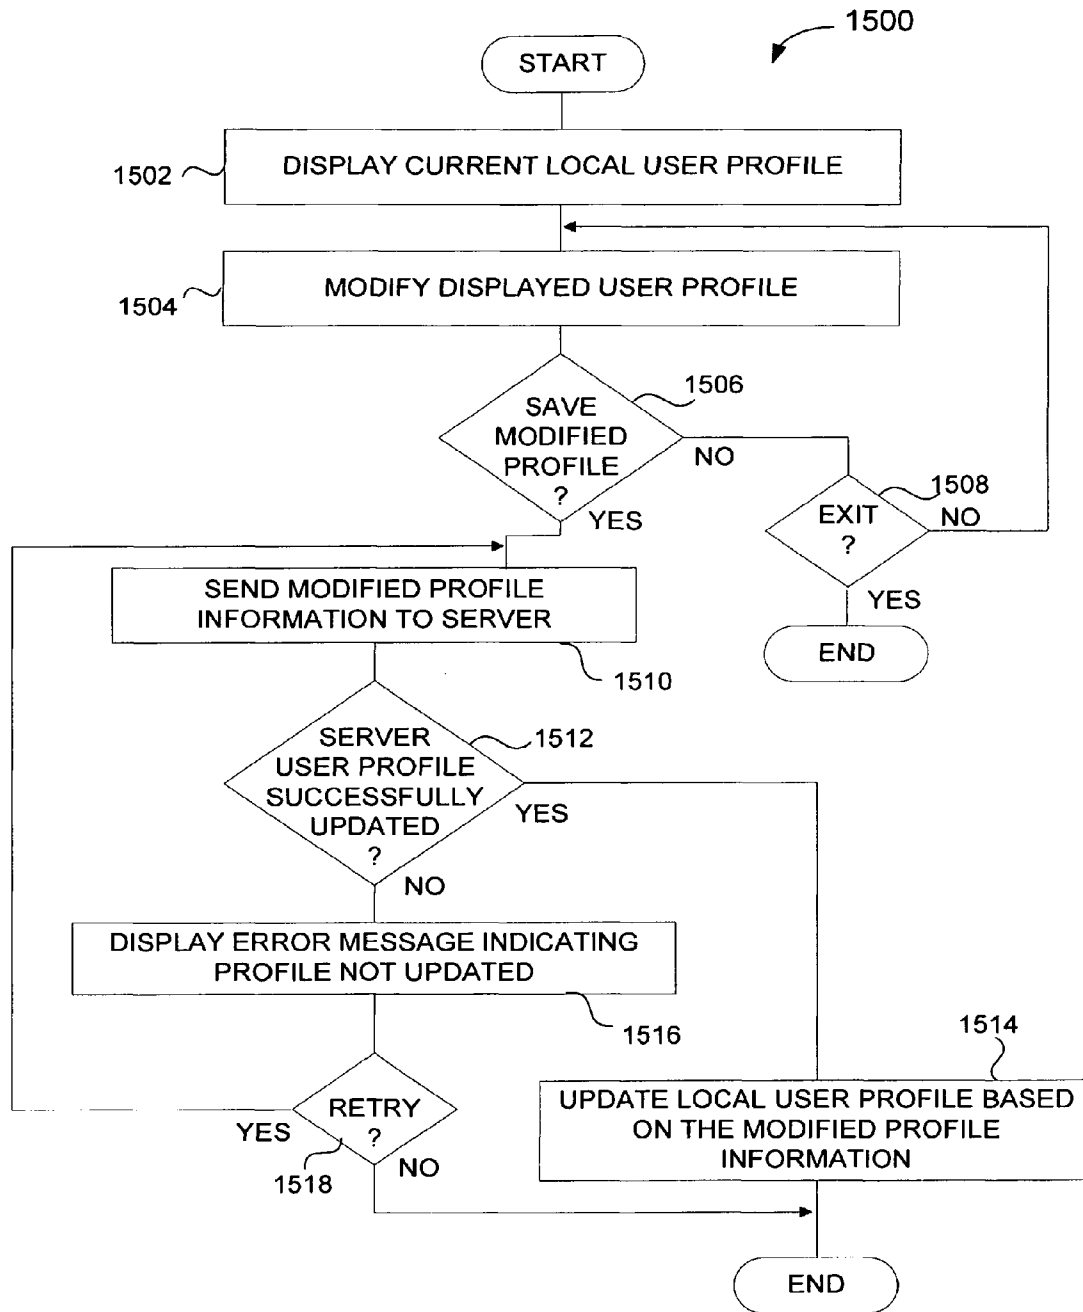 1500
START
1502
DISPLAY CURRENT LOCAL USER PROFILE
1504
MODIFY DISPLAYED USER PROFILE
1506
SAVE
MODIFIED
PROFILE
?
NO
YES
1508
EXIT
?
NO
YES
END
SEND MODIFIED PROFILE
INFORMATION TO SERVER
1510
1512
SERVER
USER PROFILE
SUCCESSFULLY
UPDATED
?
YES
NO
DISPLAY ERROR MESSAGE INDICATING
PROFILE NOT UPDATED
1516
1514
UPDATE LOCAL USER PROFILE BASED
ON THE MODIFIED PROFILE
INFORMATION
RETRY
?
YES
1518
NO
END